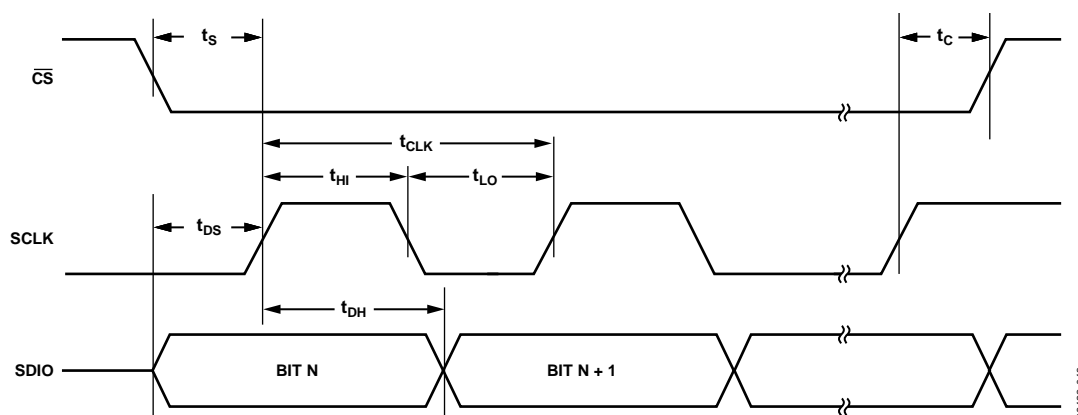 tS
tC
CS
tCLK
tHI
tLO
tDS
SCLK
tDH
SDIO
BIT N
BIT N + 1